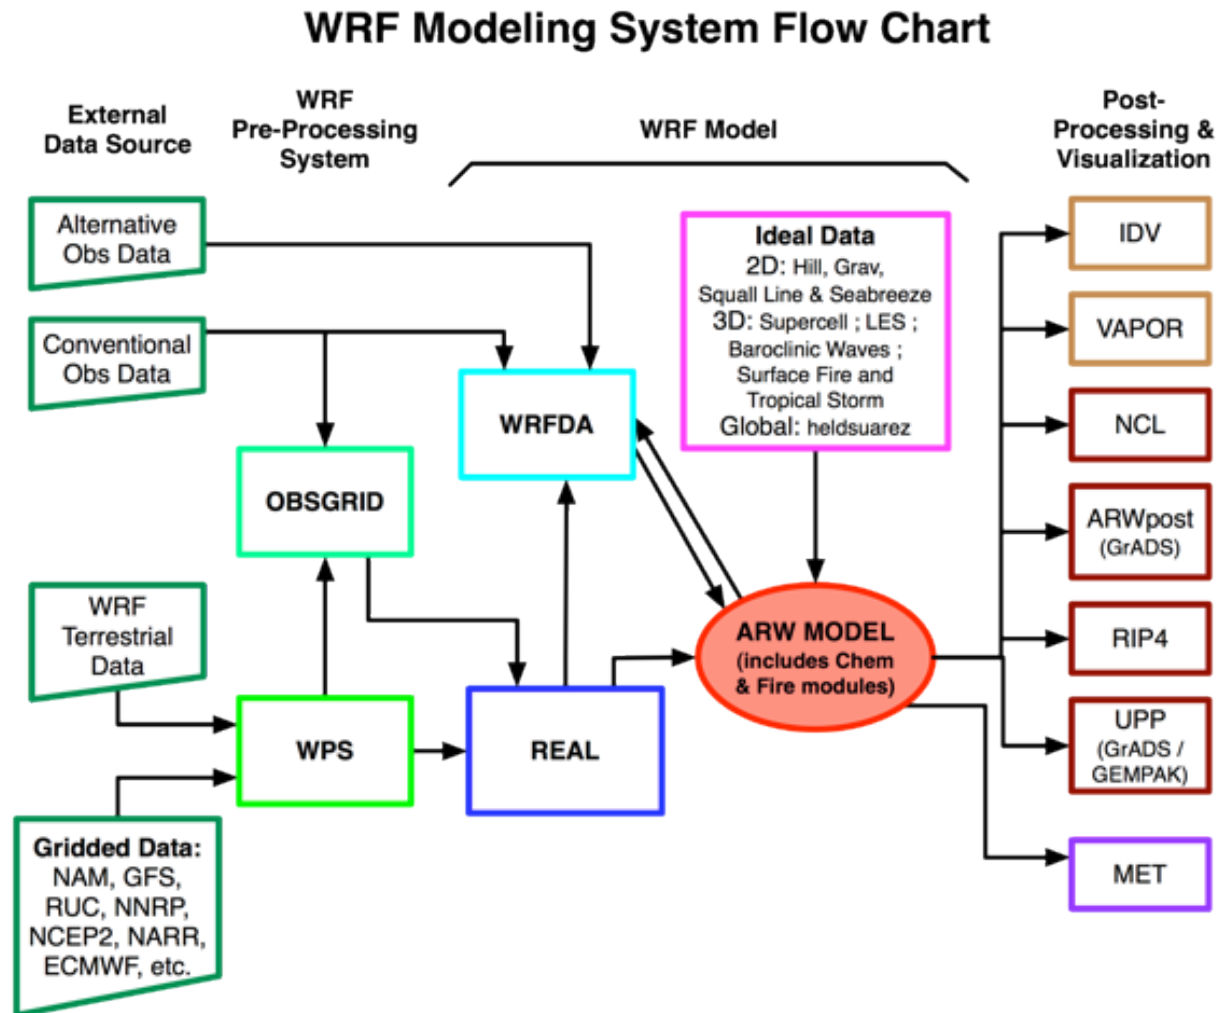 WRF Modeling System Flow Chart
External
Data Source
WRF
Pre-Processing
System
WRF Model
Post-
Processing &
Visualization
Alternative
Obs Data
Conventional
Obs Data
WRF
Terrestrial
Data
Gridded Data:
NAM, GFS,
RUC, NNRP,
NCEP2, NARR,
ECMWF, etc.
OBSGRID
WPS
WRFDA
REAL
Ideal Data
2D: Hill, Grav,
Squall Line & Seabreeze
3D: Supercell ; LES ;
Baroclinic Waves ;
Surface Fire and
Tropical Storm
Global: heldsuarez
ARW MODEL
(includes Chem
& Fire modules)
IDV
VAPOR
NCL
ARWpost
(GrADS)
RIP4
UPP
(GrADS /
GEMPAK)
MET